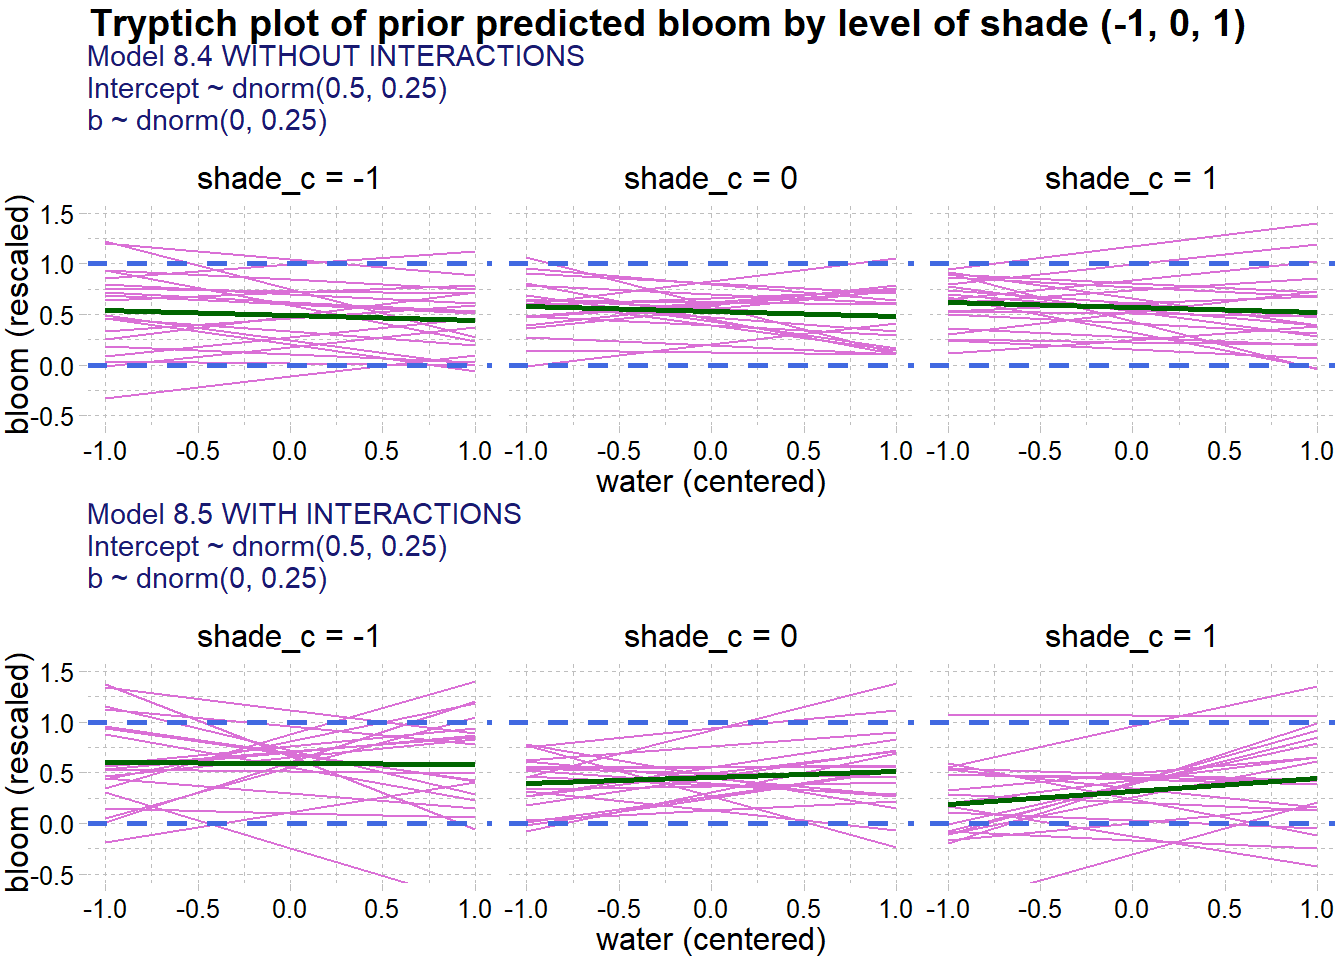 Tryptich plot of prior predicted bloom by level of shade (-1, 0, 1)
Model 8.4 WITHOUT INTERACTIONS
Intercept ~ dnorm(0.5, 0.25)
b ~ dnorm(0, 0.25)
shade_c = -1
shade_c = 0
shade_c = 1
bloom (rescaled)
1.5
1.0
0.5
0.0
-0.5
-1.0 -0.5 0.0 0.5 1.0
-1.0 -0.5 0.0 0.5 1.0
-1.0 -0.5 0.0 0.5 1.0
water (centered)
Model 8.5 WITH INTERACTIONS
Intercept ~ dnorm(0.5, 0.25)
b ~ dnorm(0, 0.25)
shade_c = -1
shade_c = 0
shade_c = 1
bloom (rescaled)
1.5
1.0
0.5
0.0
-0.5
-1.0 -0.5 0.0 0.5 1.0
-1.0 -0.5 0.0 0.5 1.0
-1.0 -0.5 0.0 0.5 1.0
water (centered)